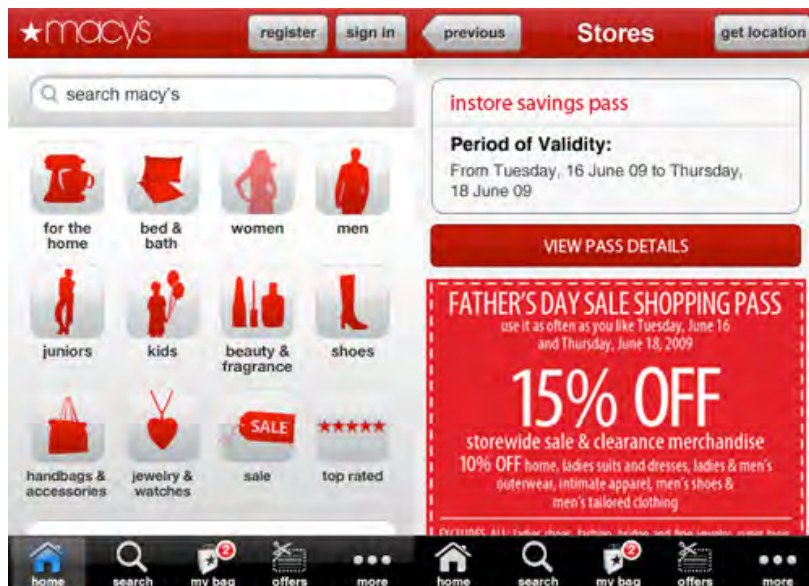 macy's
register
sign in
search macy's
for the
home
bed &
bath
women
men
juniors
kids
beauty &
fragrance
shoes
handbags &
accessories
jewelry &
watches
SALE
sale
top rated
home
search
2
my bag
offers
more
previous
Stores
get location
instore savings pass
Period of Validity:
From Tuesday, 16 June 09 to Thursday,
18 June 09
VIEW PASS DETAILS
FATHER'S DAY SALE SHOPPING PASS
use it as often as you like Tuesday, June 16
and Thursday, June 18, 2009
15% OFF
storewide sale & clearance merchandise
10% OFF home, ladies suits and dresses, ladies & men's
outerwear, intimate apparel, men's shoes &
men's tailored clothing
home
search
2
my bag
offers
more